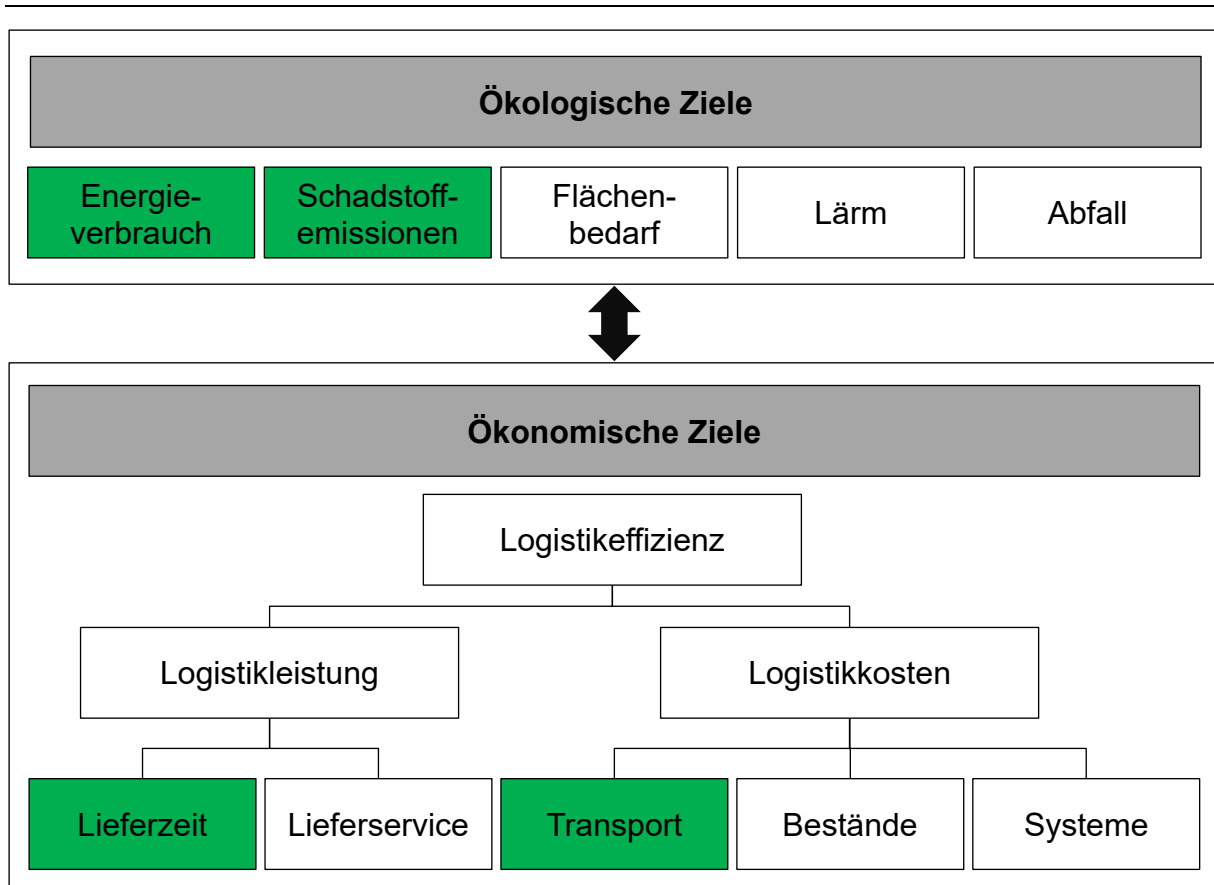 Ökologische Ziele
Energie-
verbrauch
Schadstoff-
emissionen
Flächen-
bedarf
Lärm
Abfall
Ökonomische Ziele
Logistikeffizienz
Logistikleistung
Logistikkosten
Lieferzeit
Lieferservice
Transport
Bestände
Systeme